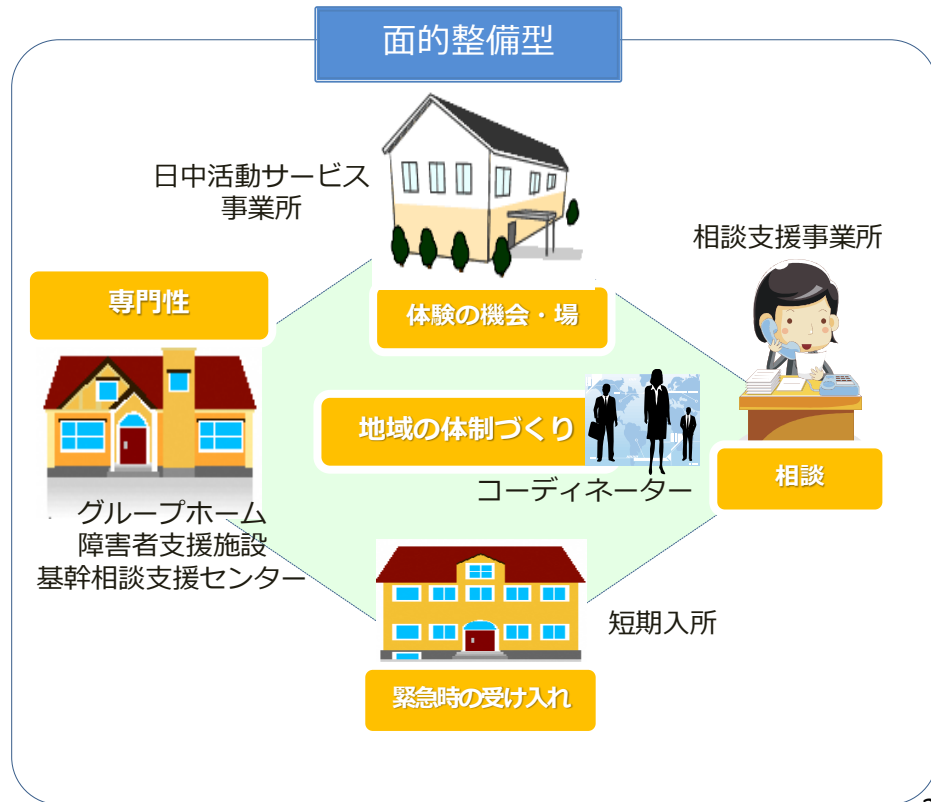 面的整備型
日中活動サービス
事業所
相談支援事業所
専門性
体験の機会・場
地域の体制づくり
コーディネーター
相談
グループホーム
障害者支援施設
基幹相談支援センター
短期入所
緊急時の受け入れ